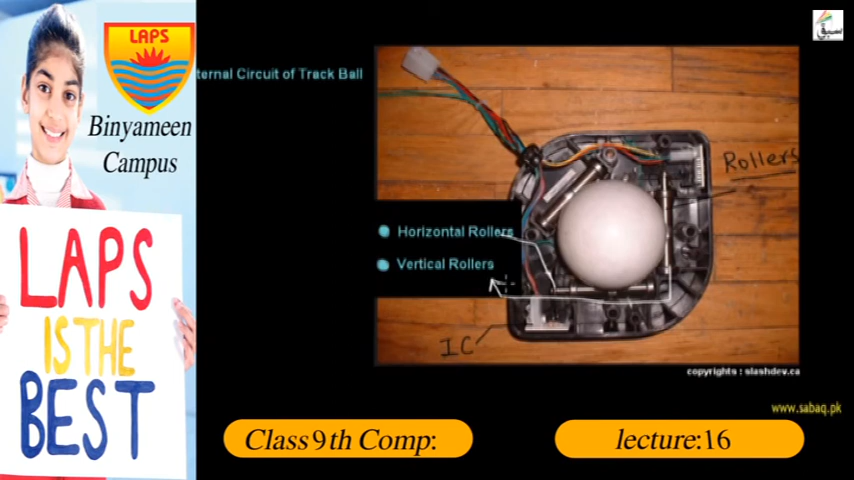 LAPS
Binyameen
Campus
LAPS
IS THE
BEST
ternal Circuit of Track Ball
Rollers
Horizontal Rollers
Vertical Rollers
IC
copyrights : slashdev.ca
www.sabaq.pk
Class 9th Comp:
lecture:16